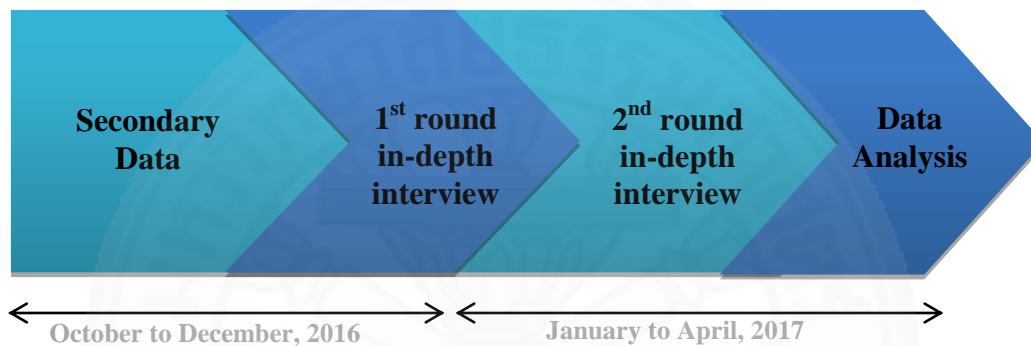 Secondary
Data
1st round
in-depth
interview
2nd round
in-depth
interview
Data
Analysis
October to December, 2016
January to April, 2017